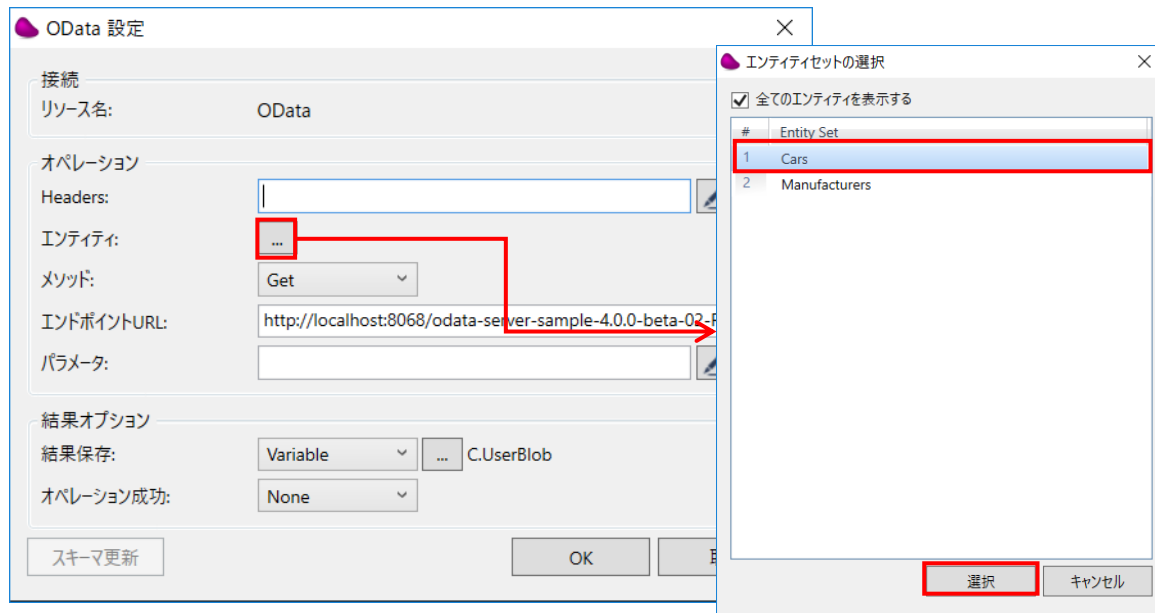 OData 設定
接続
リソース名: OData
オペレーション
Headers:
エンティティ: ...
メソッド: Get
エンドポイントURL: http://localhost:8068/odata-server-sample-4.0.0-beta-02-
パラメータ:
結果オプション
結果保存: Variable ... C.UserBlob
オペレーション成功: None
スキーマ更新 OK
エンティティセットの選択
全てのエンティティを表示する
# Entity Set
1 Cars
2 Manufacturers
選択 キャンセル